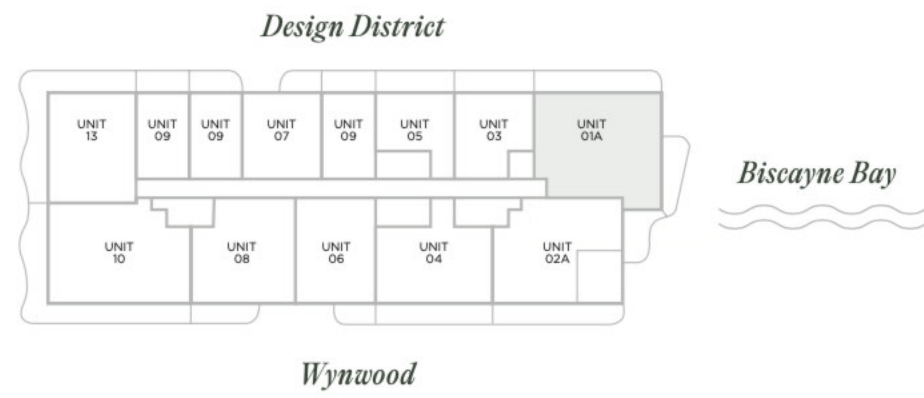 Design District
UNIT
13
UNIT
09
UNIT
09
UNIT
07
UNIT
09
UNIT
05
UNIT
03
UNIT
01A
Biscayne Bay
UNIT
10
UNIT
08
UNIT
06
UNIT
04
UNIT
02A
Wynwood